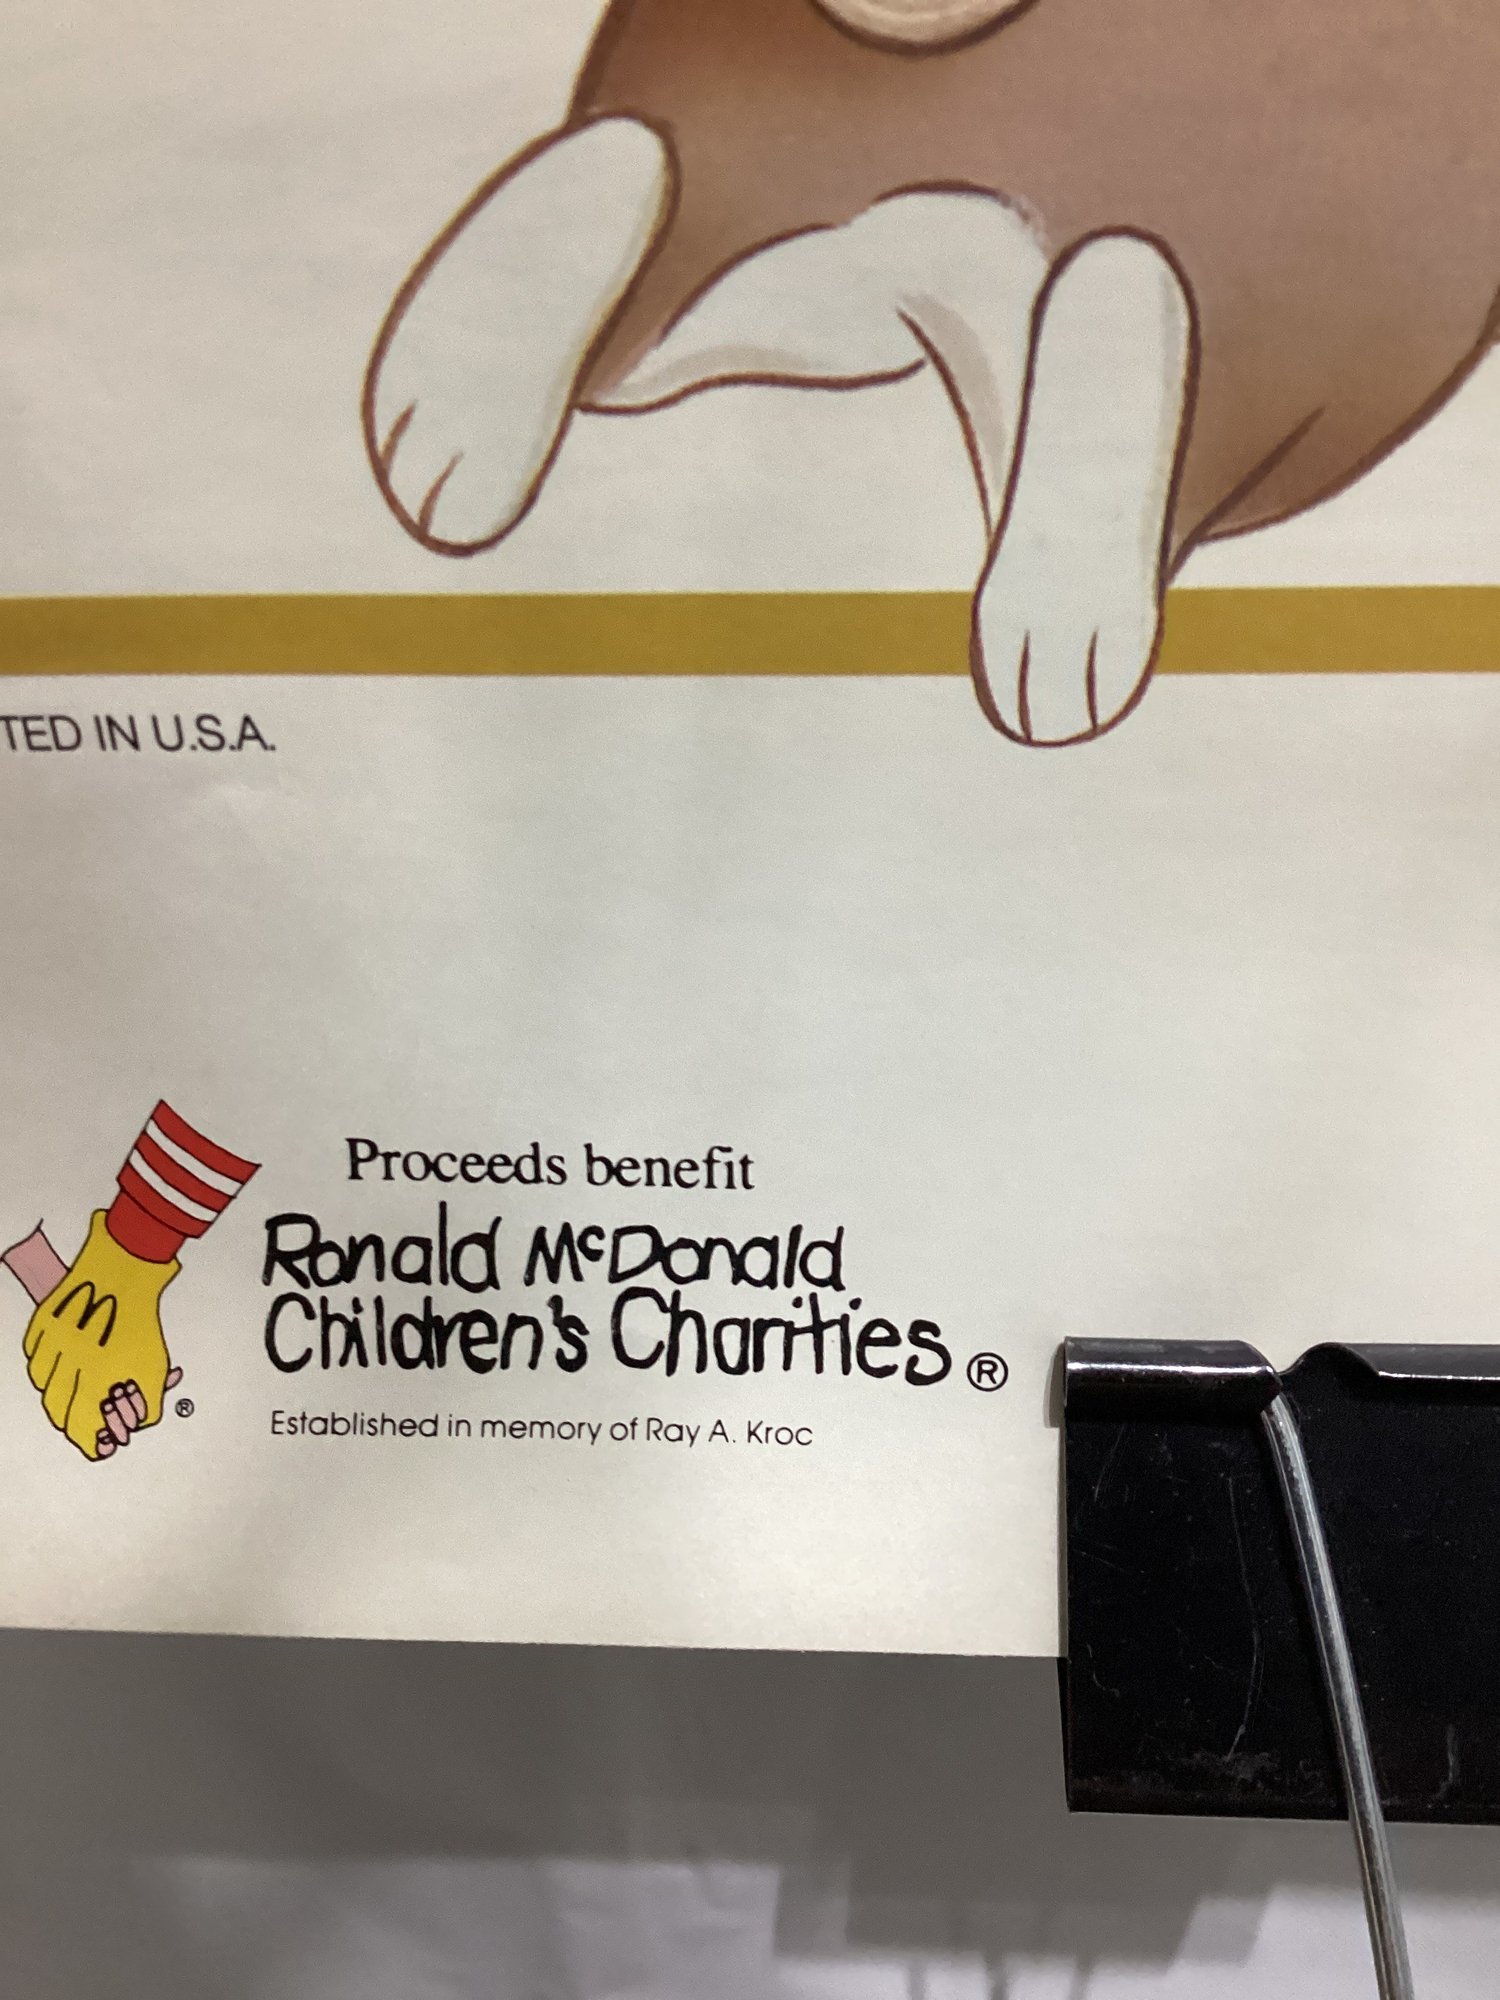 TED IN U.S.A.
Proceeds benefit
Ronald McDonald
Children's Charities®
®
Established in memory of Ray A. Kroc